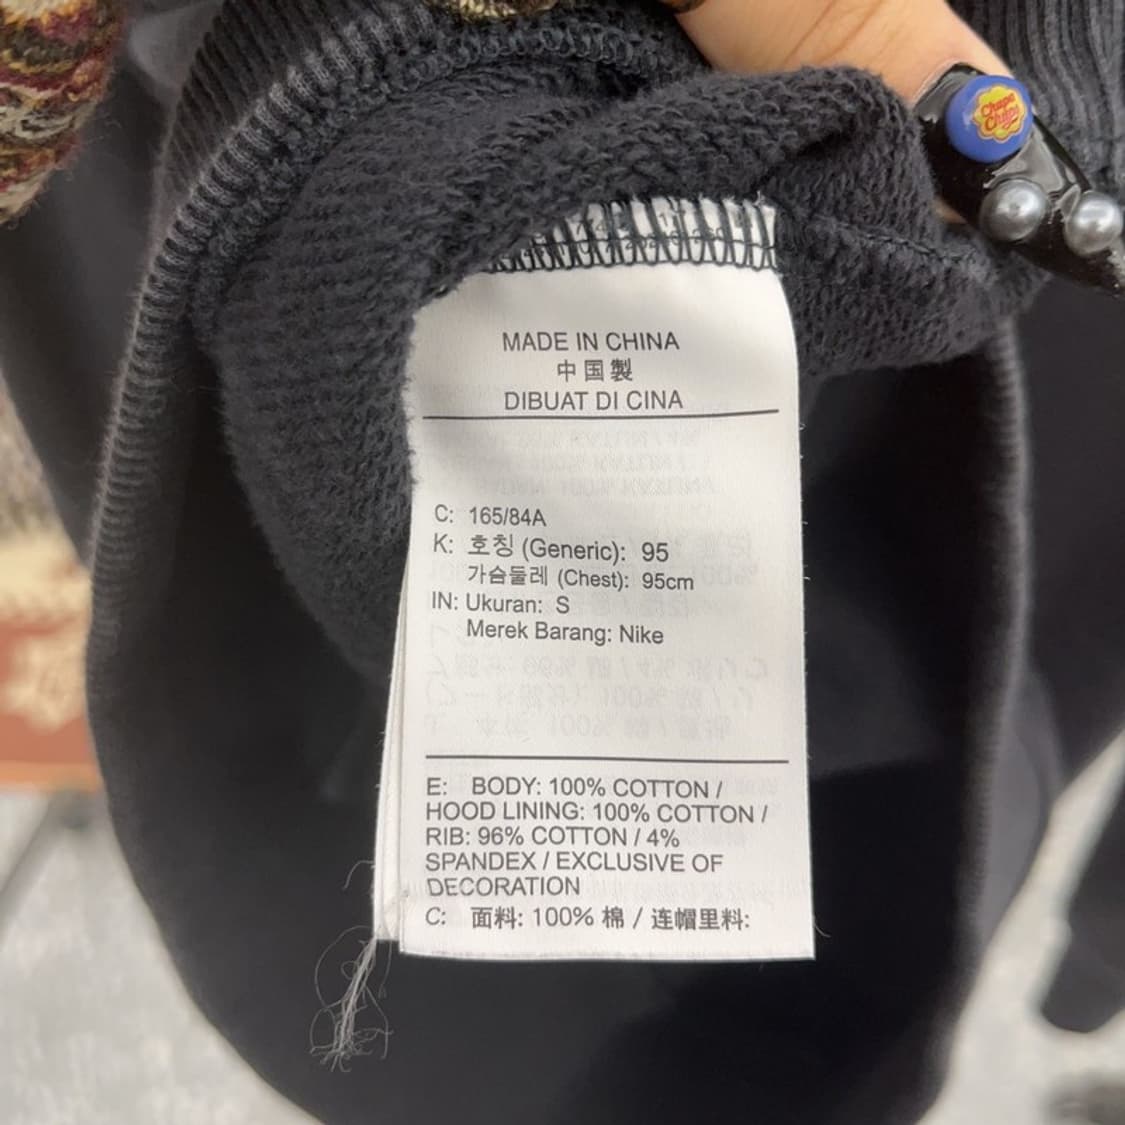 Chupa
Chups
MADE IN CHINA
中国製
DIBUAT DI CINA
C: 165/84A
K: 호칭 (Generic): 95
가슴둘레 (Chest): 95cm
IN: Ukuran: S
Merek Barang: Nike
E: BODY: 100% COTTON /
HOOD LINING: 100% COTTON /
RIB: 96% COTTON / 4%
SPANDEX / EXCLUSIVE OF
DECORATION
C: 面料: 100% 棉 / 连帽里料: